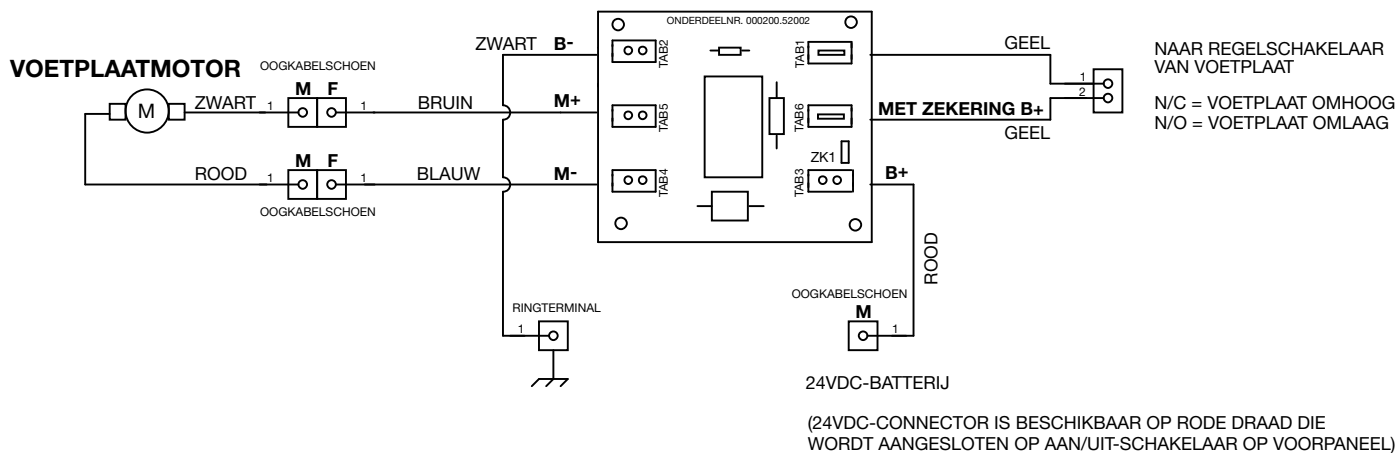 ONDERDEELNR. 000200.52002
ZWART B-
TAB2
TAB1
GEEL
NAAR REGELSCHAKELAAR
VAN VOETPLAAT
N/C = VOETPLAAT OMHOOG
N/O = VOETPLAAT OMLAAG
1
2
VOETPLAATMOTOR
OOGKABELSCHOEN
M F
M
ZWART
1
1
BRUIN
M+
TAB5
TAB6
MET ZEKERING B+
GEEL
ZK1
M F
ROOD
1
1
BLAUW
M-
TAB4
TAB3
B+
OOGKABELSCHOEN
ROOD
RINGTERMINAL
1
OOGKABELSCHOEN
M
1
24VDC-BATTERIJ
(24VDC-CONNECTOR IS BESCHIKBAAR OP RODE DRAAD DIE
WORDT AANGESLOTEN OP AAN/UIT-SCHAKELAAR OP VOORPANEEL)